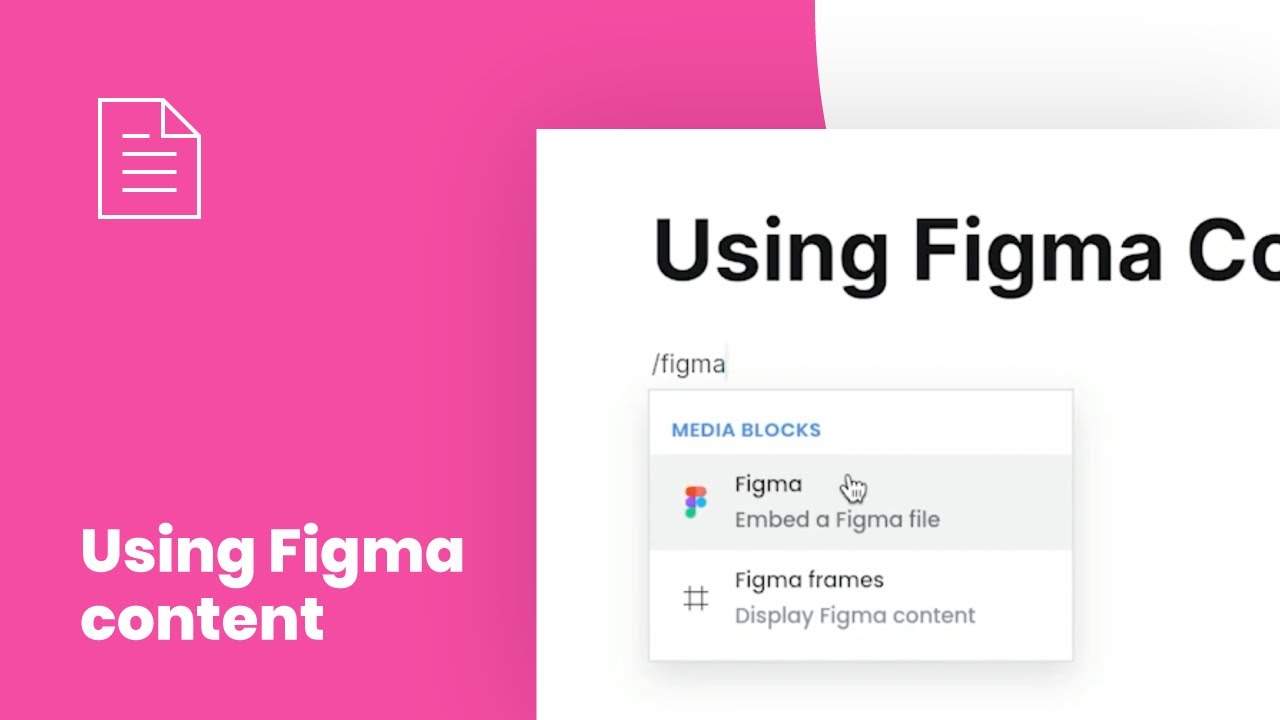 Using Figma
content
Using Figma Co
/figma
MEDIA BLOCKS
Figma
Embed a Figma file
Figma frames
Display Figma content